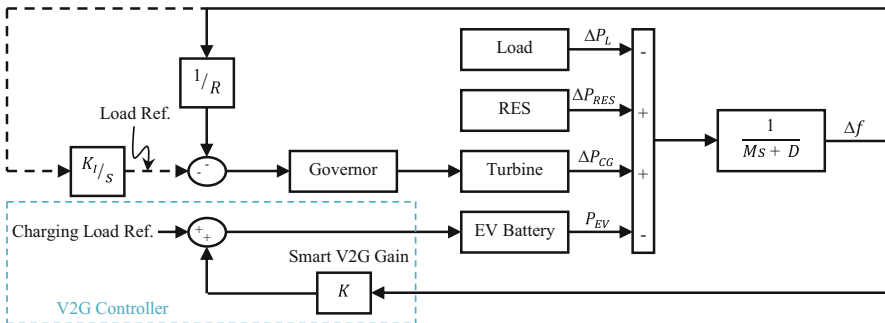 Load
ΔP_L
-
1/R
RES
ΔP_RES
+
Load Ref.
1
Ms + D
Δf
K_I/s
-
-
Governor
Turbine
ΔP_CG
+
Charging Load Ref.
+
+
EV Battery
P_EV
-
Smart V2G Gain
K
V2G Controller